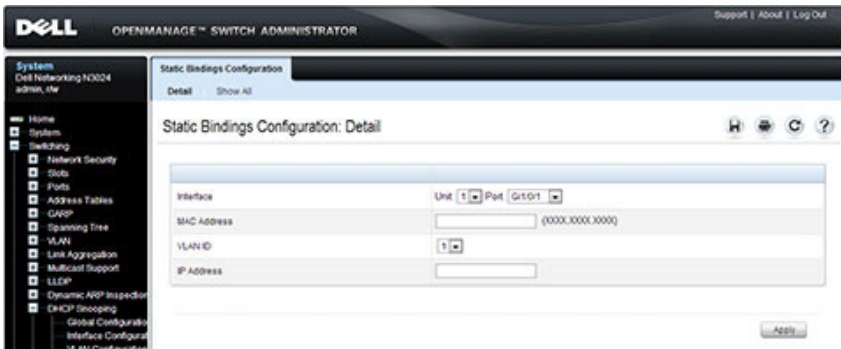 Support | About | Log Out
DELL
OPENMANAGE™ SWITCH ADMINISTRATOR
System
Dell Networking N3024
admin, r/w
Home
System
Switching
Network Security
Slots
Ports
Address Tables
GARP
Spanning Tree
VLAN
Link Aggregation
Multicast Support
LLDP
Dynamic ARP Inspection
DHCP Snooping
Global Configuratio
Interface Configurat
VLAN Configuration
Static Bindings Configuration
Detail Show All
Static Bindings Configuration: Detail
Interface Unit 1 Port Gi1/0/1
MAC Address (XXXX.XXXX.XXXX)
VLAN ID 1
IP Address
Apply